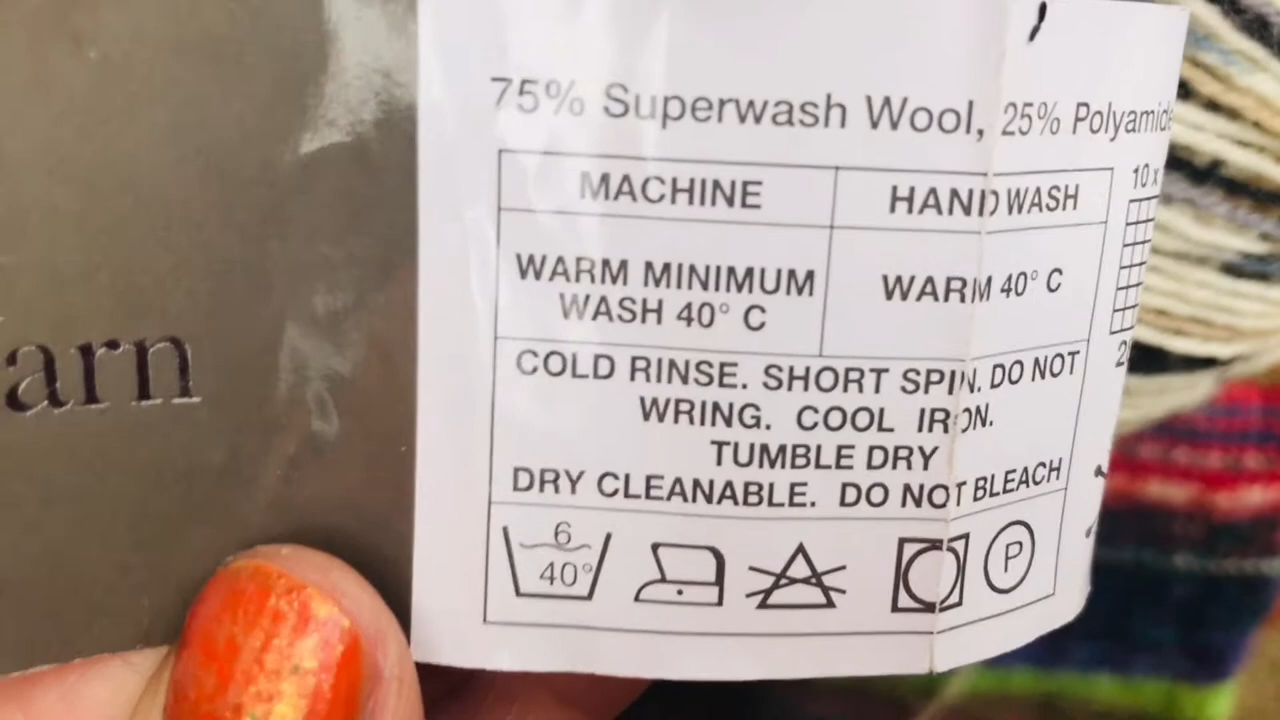 75% Superwash Wool, 25% Polyamide
MACHINE
HAND WASH
10 x
WARM MINIMUM
WASH 40° C
WARM 40° C
COLD RINSE. SHORT SPIN. DO NOT
WRING. COOL IRON.
TUMBLE DRY
DRY CLEANABLE. DO NOT BLEACH
arn
6
40°
P